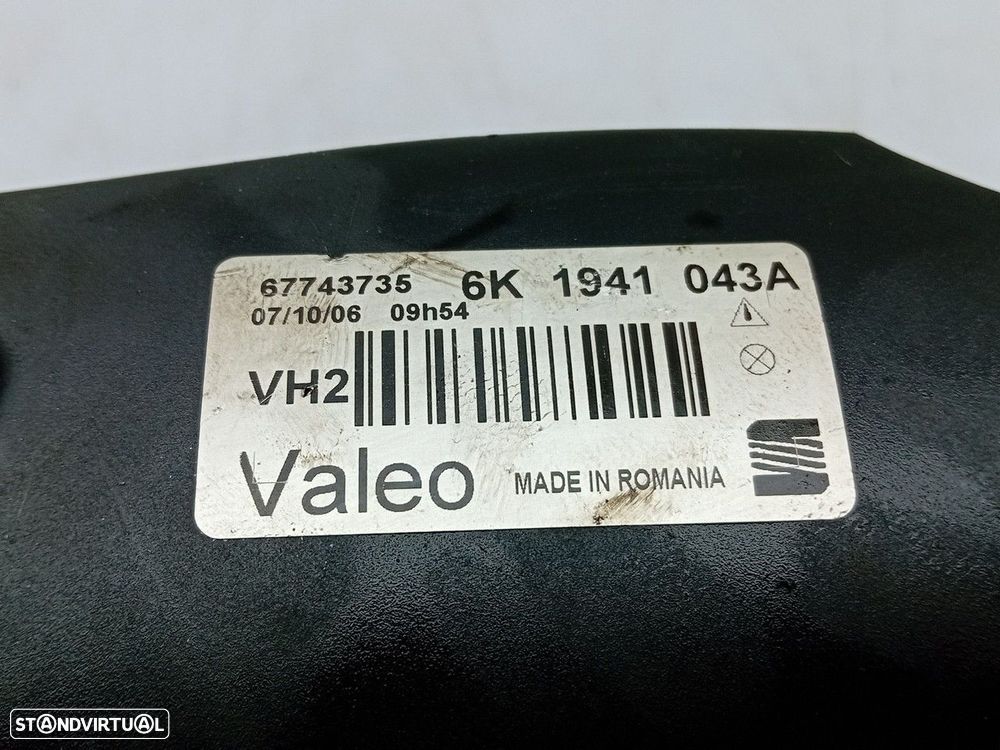 67743735 6K 1941 043A
07/10/06 09h54
VH2
Valeo MADE IN ROMANIA
STANDVIRTUAL